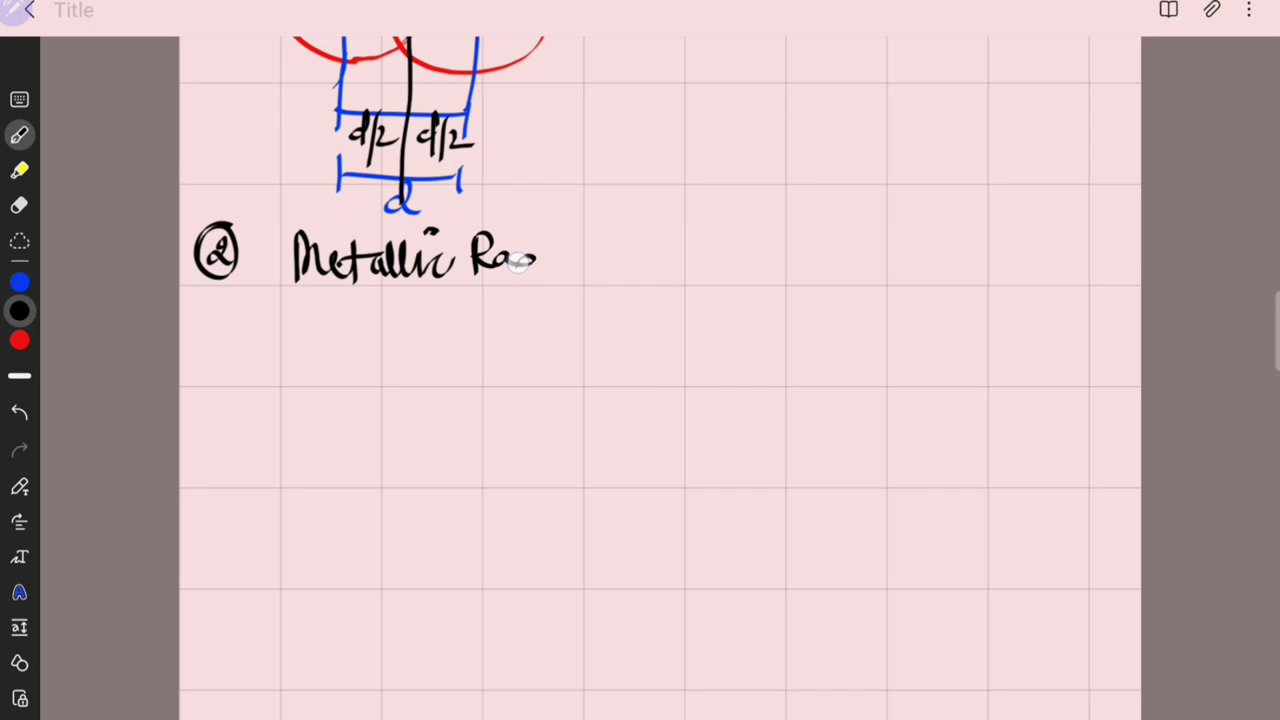 Title
d/2 d/2
d
② Metallic Ra